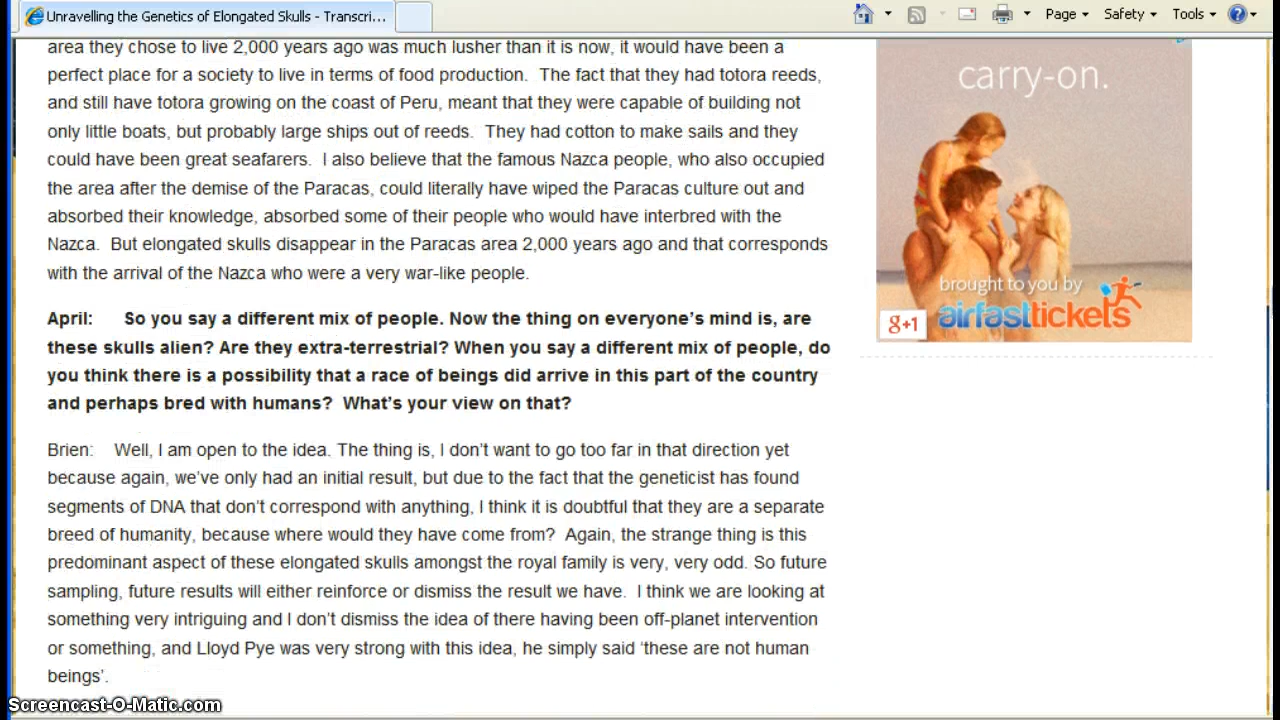 Unravelling the Genetics of Elongated Skulls - Transcri...
Page
Safety
Tools
area they chose to live 2,000 years ago was much lusher than it is now, it would have been a
perfect place for a society to live in terms of food production.  The fact that they had totora reeds,
and still have totora growing on the coast of Peru, meant that they were capable of building not
only little boats, but probably large ships out of reeds.  They had cotton to make sails and they
could have been great seafarers.  I also believe that the famous Nazca people, who also occupied
the area after the demise of the Paracas, could literally have wiped the Paracas culture out and
absorbed their knowledge, absorbed some of their people who would have interbred with the
Nazca.  But elongated skulls disappear in the Paracas area 2,000 years ago and that corresponds
with the arrival of the Nazca who were a very war-like people.
April:     So you say a different mix of people. Now the thing on everyone's mind is, are
these skulls alien? Are they extra-terrestrial? When you say a different mix of people, do
you think there is a possibility that a race of beings did arrive in this part of the country
and perhaps bred with humans?  What's your view on that?
Brien:    Well, I am open to the idea. The thing is, I don't want to go too far in that direction yet
because again, we've only had an initial result, but due to the fact that the geneticist has found
segments of DNA that don't correspond with anything, I think it is doubtful that they are a separate
breed of humanity, because where would they have come from?  Again, the strange thing is this
predominant aspect of these elongated skulls amongst the royal family is very, very odd. So future
sampling, future results will either reinforce or dismiss the result we have.  I think we are looking at
something very intriguing and I don't dismiss the idea of there having been off-planet intervention
or something, and Lloyd Pye was very strong with this idea, he simply said 'these are not human
beings'.
carry-on.
brought to you by
airfasttickets
g+1
Screencast-O-Matic.com